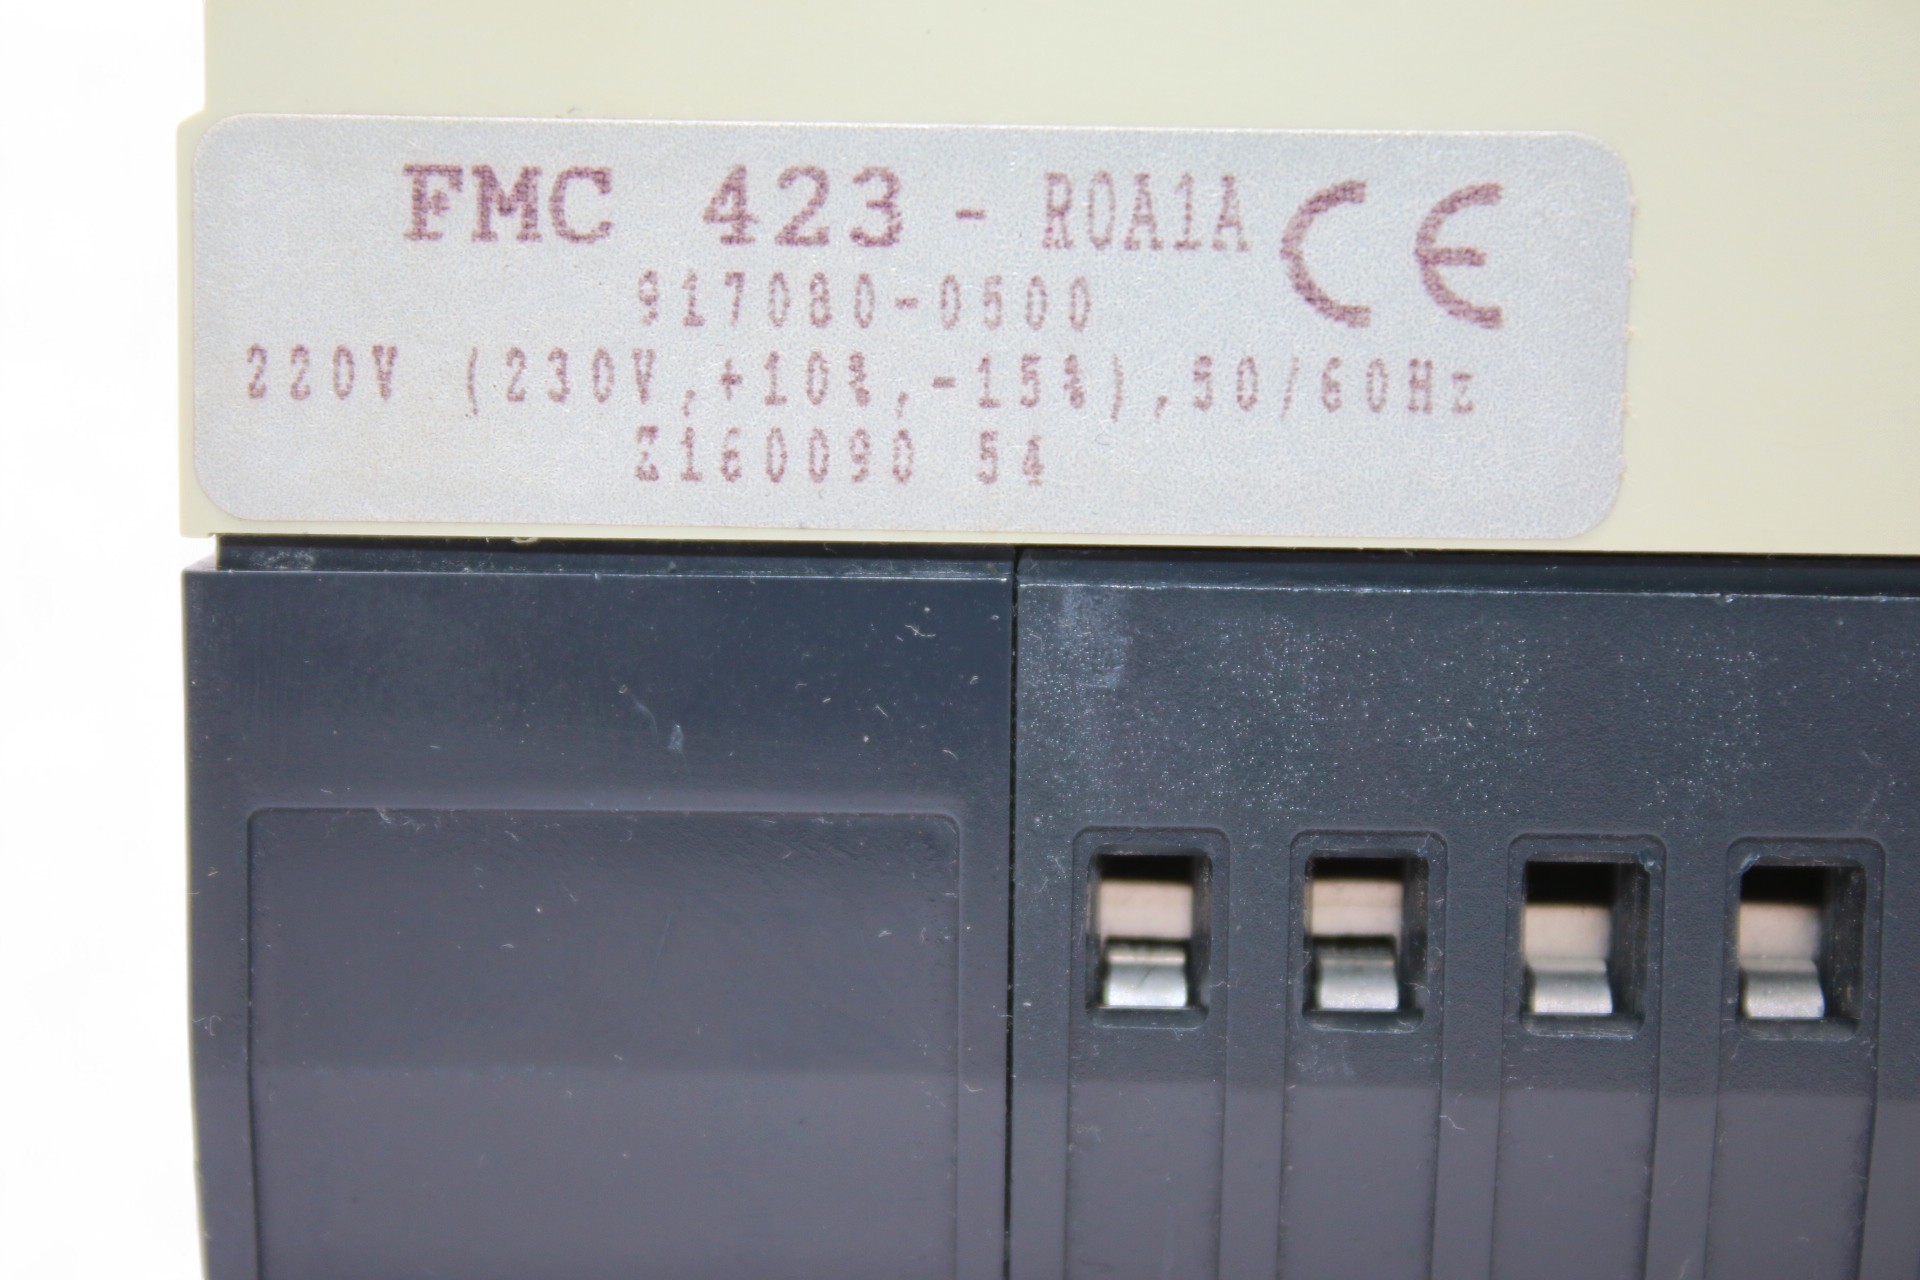 FMC 423 - R0A1A CE
917080-0500
220V (230V,+10%,-15%),50/60Hz
Z160090 54